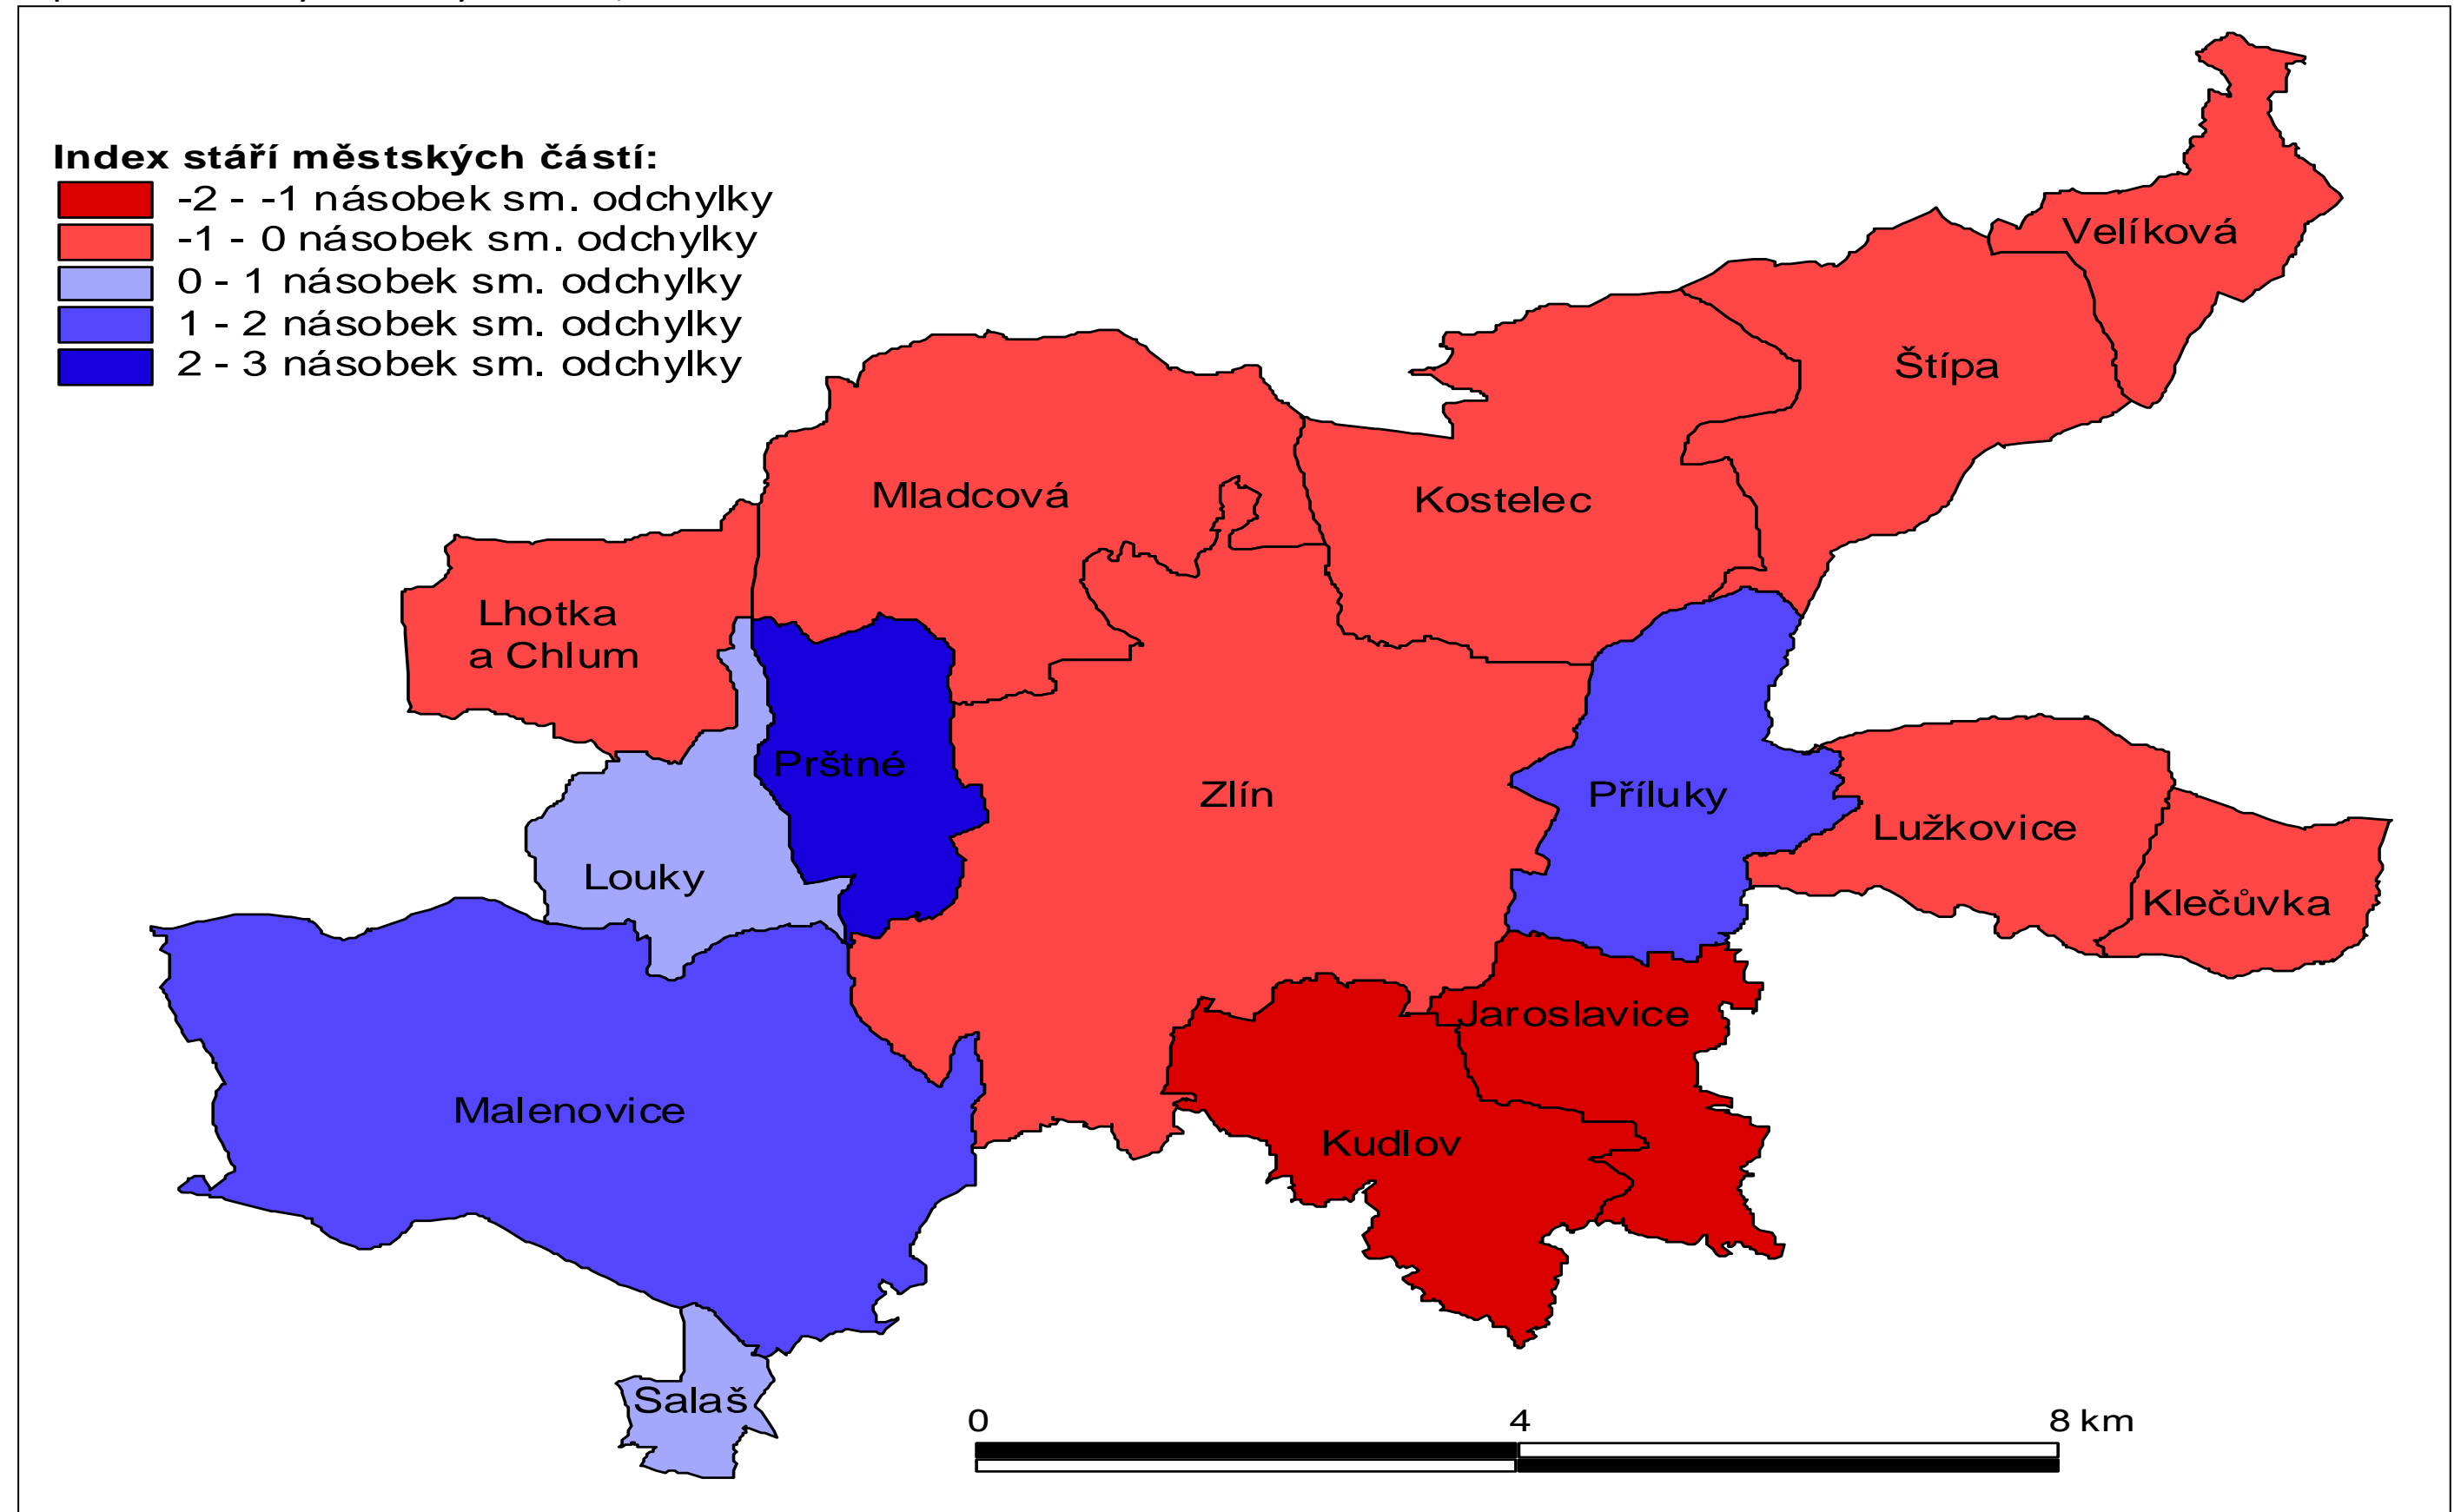 Index stáří městských částí:
-2 - -1 násobek sm. odchylky
-1 - 0 násobek sm. odchylky
0 - 1 násobek sm. odchylky
1 - 2 násobek sm. odchylky
2 - 3 násobek sm. odchylky
Velíková
Štípa
Mladcová
Kostelec
Lhotka
a Chlum
Prštné
Zlín
Příluky
Lužkovice
Louky
Klečůvka
Jaroslavice
Malenovice
Kudlov
Salaš
0 4 8 km